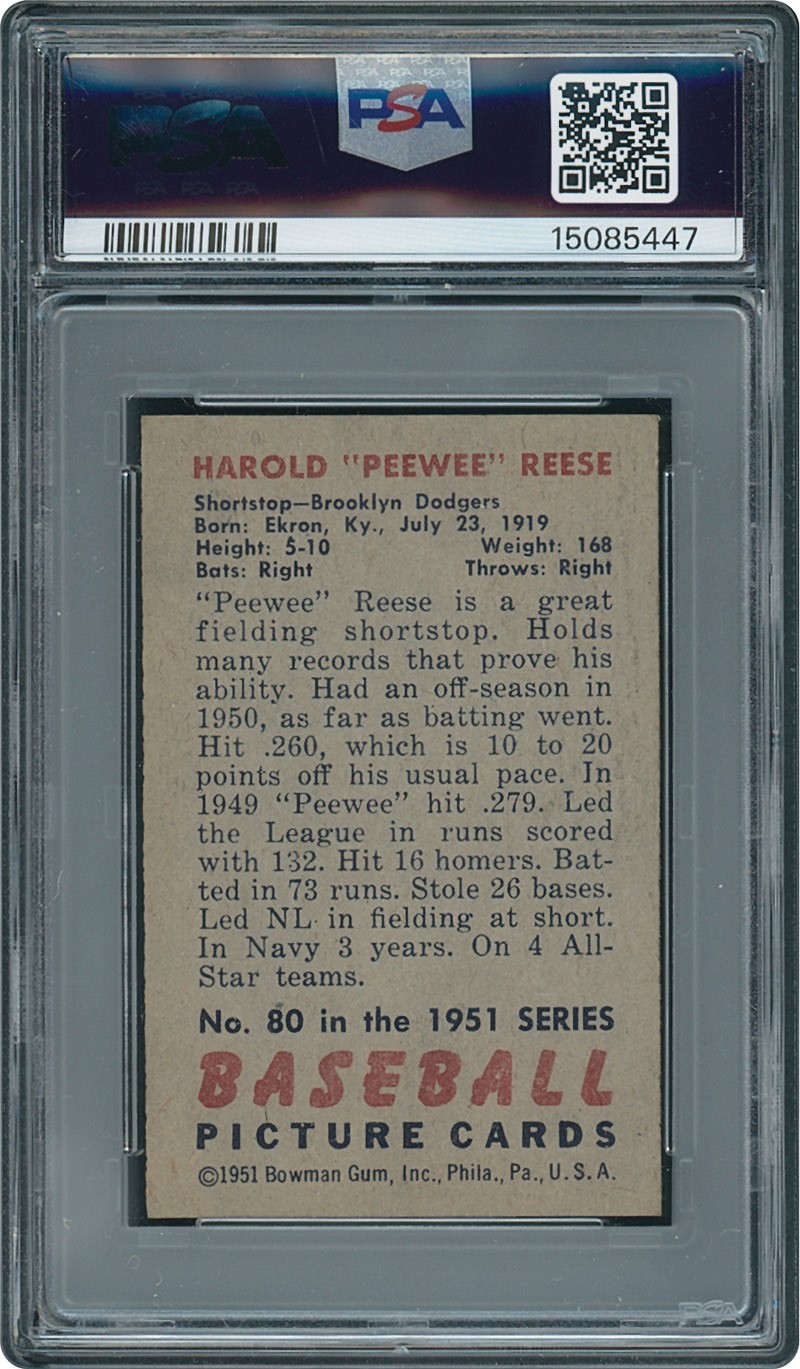 PSA
PSA
PSA PSA PSA
15085447
HAROLD "PEEWEE" REESE
Shortstop—Brooklyn Dodgers
Born: Ekron, Ky., July 23, 1919
Height: 5-10 Weight: 168
Bats: Right Throws: Right
"Peewee" Reese is a great
fielding shortstop. Holds
many records that prove his
ability. Had an off-season in
1950, as far as batting went.
Hit .260, which is 10 to 20
points off his usual pace. In
1949 "Peewee" hit .279. Led
the League in runs scored
with 132. Hit 16 homers. Bat-
ted in 73 runs. Stole 26 bases.
Led NL in fielding at short.
In Navy 3 years. On 4 All-
Star teams.
No. 80 in the 1951 SERIES
BASEBALL
PICTURE CARDS
©1951 Bowman Gum, Inc., Phila., Pa., U.S.A.
PSA